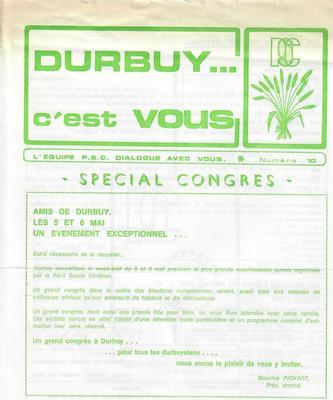 DURBUY...
c'est VOUS
PSC
L'EQUIPE P.S.C. DIALOGUE AVEC VOUS. * Numéro 10
- SPECIAL CONGRES -
AMIS DE DURBUY,
LES 5 ET 6 MAI
UN EVENEMENT EXCEPTIONNEL ...
Est-il nécessaire de le rappeler...
Durbuy accueillera le week-end du 5 et 6 mai prochain la plus grande manifestation jamais organisée
par le Parti Social Chrétien.
Un grand congrès dans le cadre des élections européennes, ouvert, aussi bien aux adeptes de
colloques sérieux qu'aux amateurs de flonflons et de distractions.
Un grand congrès, mais aussi une grande fête pour tous, où vous êtes attendus avec votre famille.
Les enfants seront en effet l'objet d'une attention toute particulière et un programme complet d'ani-
mation leur sera réservé.
Un grand congrès à Durbuy ...
...pour tous les durbuysiens ....,
nous avons le plaisir de vous y inviter.
Maurice PICKART,
Prés. arrond.